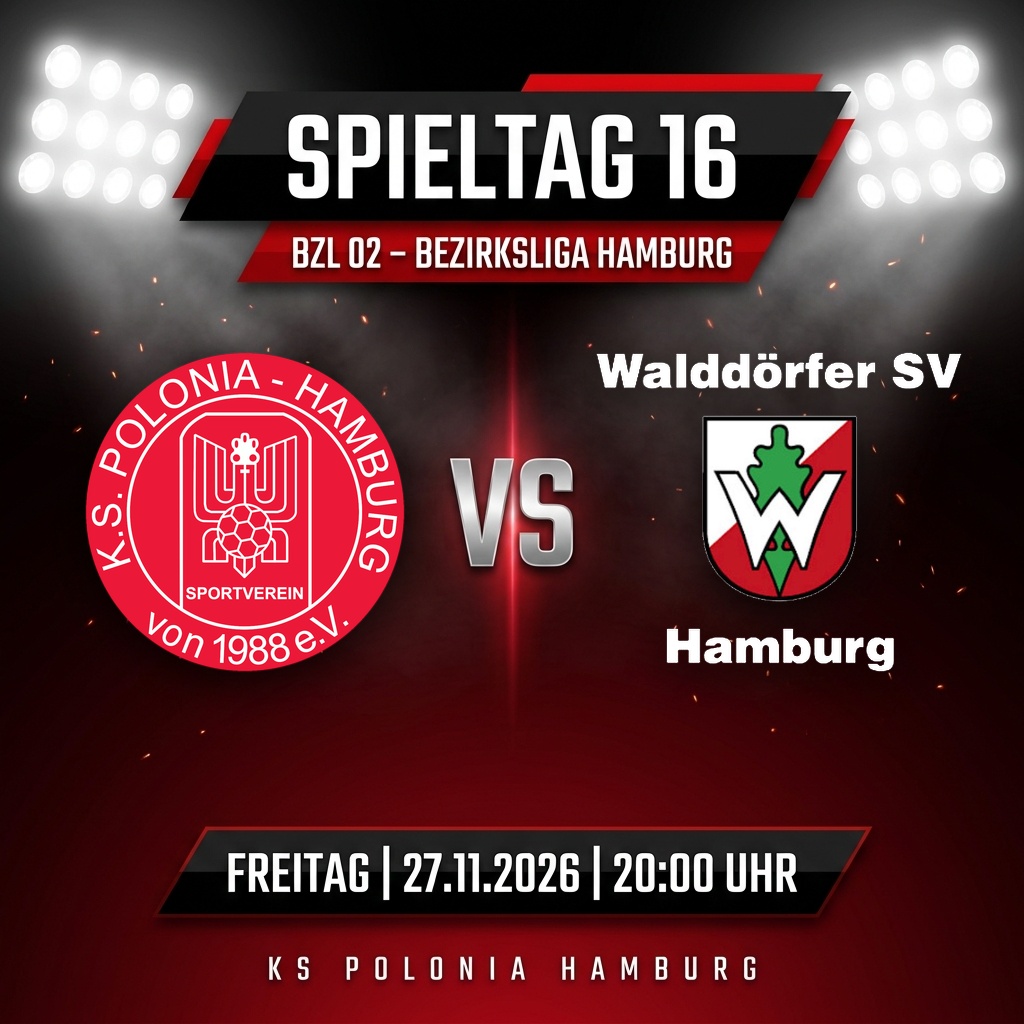 SPIELTAG 16
BZL 02 – BEZIRKSLIGA HAMBURG
K.S. POLONIA - HAMBURG
SPORTVEREIN
von 1988 e.V.
VS
Walddörfer SV
W
Hamburg
FREITAG | 27.11.2026 | 20:00 UHR
KS POLONIA HAMBURG